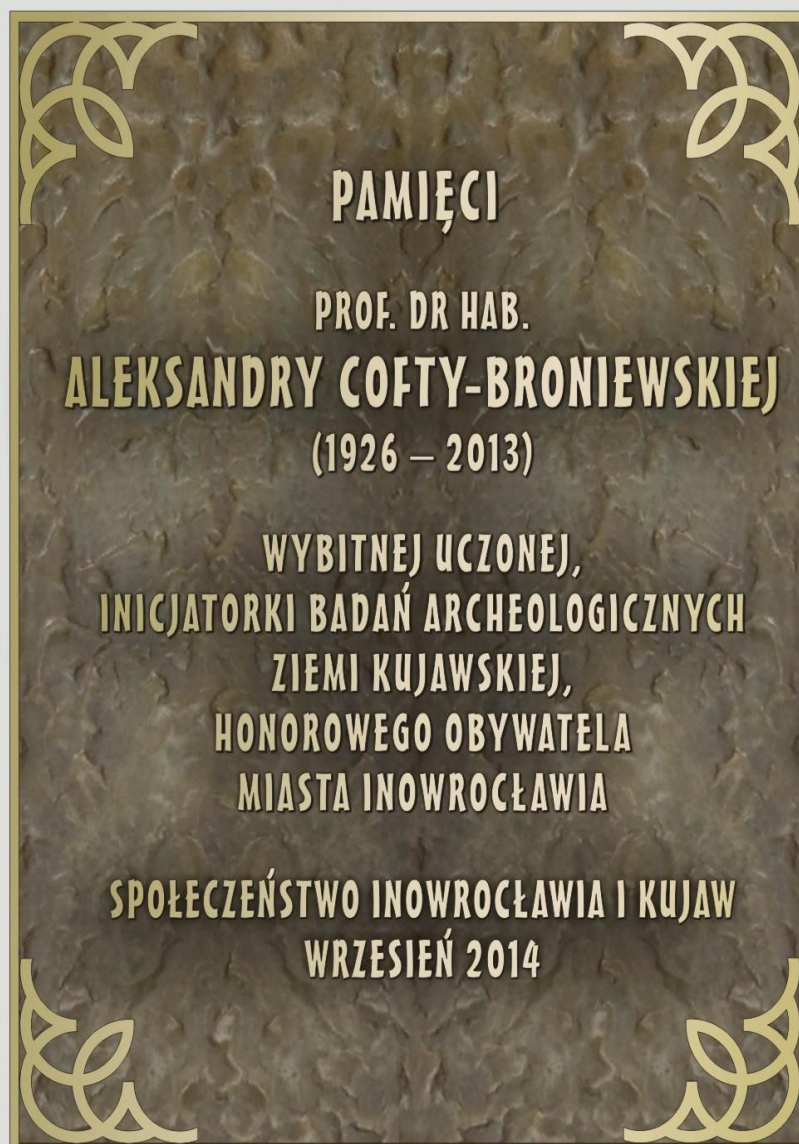 PAMIĘCI
PROF. DR HAB.
ALEKSANDRY COFTY-BRONIEWSKIEJ
(1926 – 2013)
WYBITNEJ UCZONEJ,
INICJATORKI BADAŃ ARCHEOLOGICZNYCH
ZIEMI KUJAWSKIEJ,
HONOROWEGO OBYWATELA
MIASTA INOWROCŁAWIA
SPOŁECZEŃSTWO INOWROCŁAWIA I KUJAW
WRZESIEŃ 2014